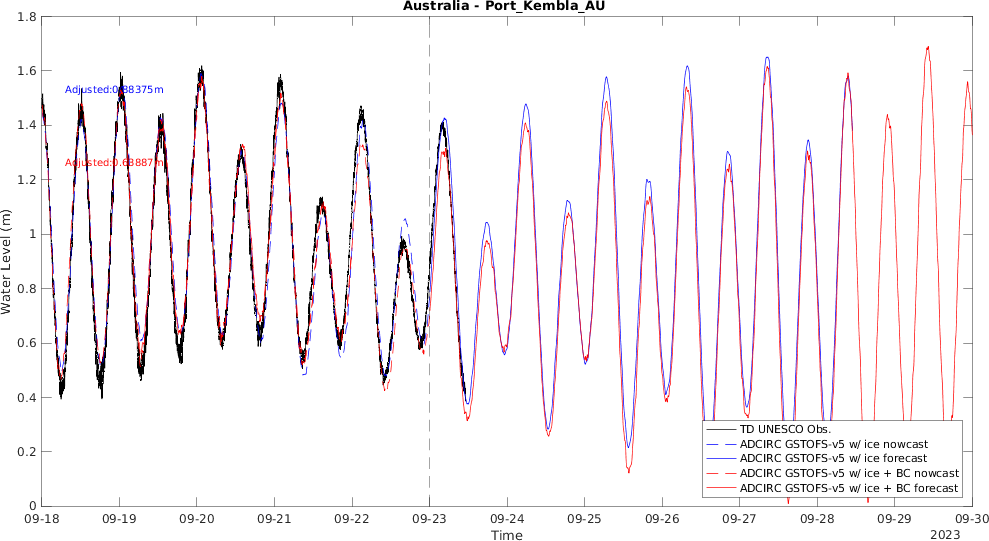 Australia - Port_Kembla_AU
1.8
1.6
1.4
1.2
1
0.8
0.6
0.4
0.2
0
Water Level (m)
Adjusted:0.88375m
Adjusted:0.68887m
TD UNESCO Obs.
ADCIRC GSTOFS-v5 w/ ice nowcast
ADCIRC GSTOFS-v5 w/ ice forecast
ADCIRC GSTOFS-v5 w/ ice + BC nowcast
ADCIRC GSTOFS-v5 w/ ice + BC forecast
09-18 09-19 09-20 09-21 09-22 09-23 09-24 09-25 09-26 09-27 09-28 09-29 09-30
Time
2023